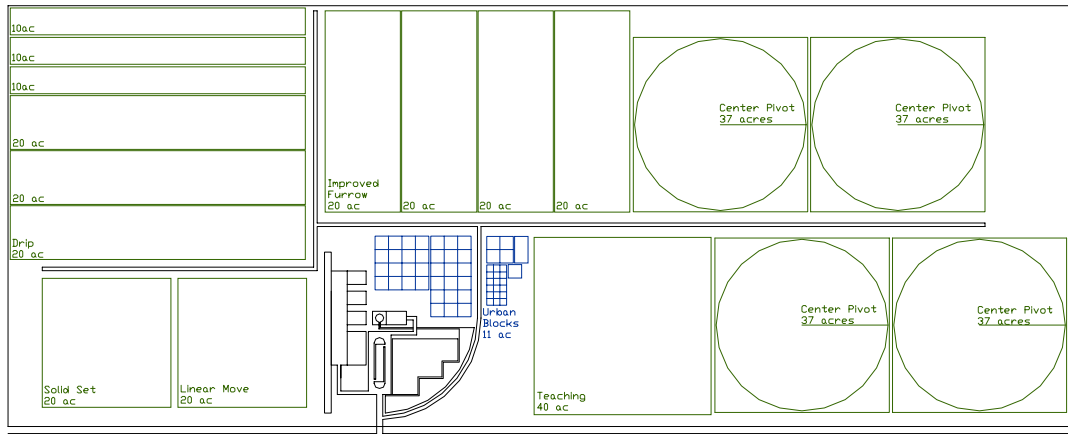 10ac
10ac
10ac
20 ac
20 ac
Drip
20 ac
Improved
Furrow
20 ac
20 ac
20 ac
20 ac
Center Pivot
37 acres
Center Pivot
37 acres
Solid Set
20 ac
Linear Move
20 ac
Urban
Blocks
11 ac
Teaching
40 ac
Center Pivot
37 acres
Center Pivot
37 acres